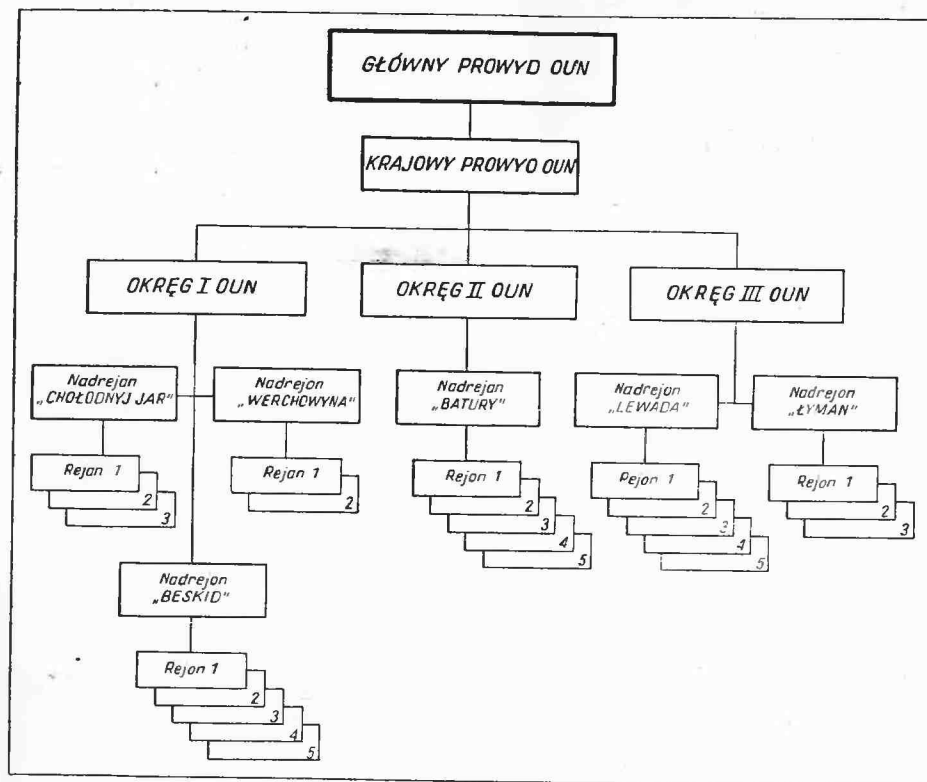 GŁÓWNY PROWYD OUN
KRAJOWY PROWYD OUN
OKRĘG I OUN
OKRĘG II OUN
OKRĘG III OUN
Nadrejon
„CHOŁODNYJ JAR"
Nadrejon
„WERCHOWYNA"
Nadrejon
„BATURY"
Nadrejon
„LEWADA"
Nadrejon
„ŁYMAN"
Rejon 1
2
3
Rejon 1
2
Rejon 1
2
3
4
5
Rejon 1
2
3
4
5
Rejon 1
2
3
Nadrejon
„BESKID"
Rejon 1
2
3
4
5